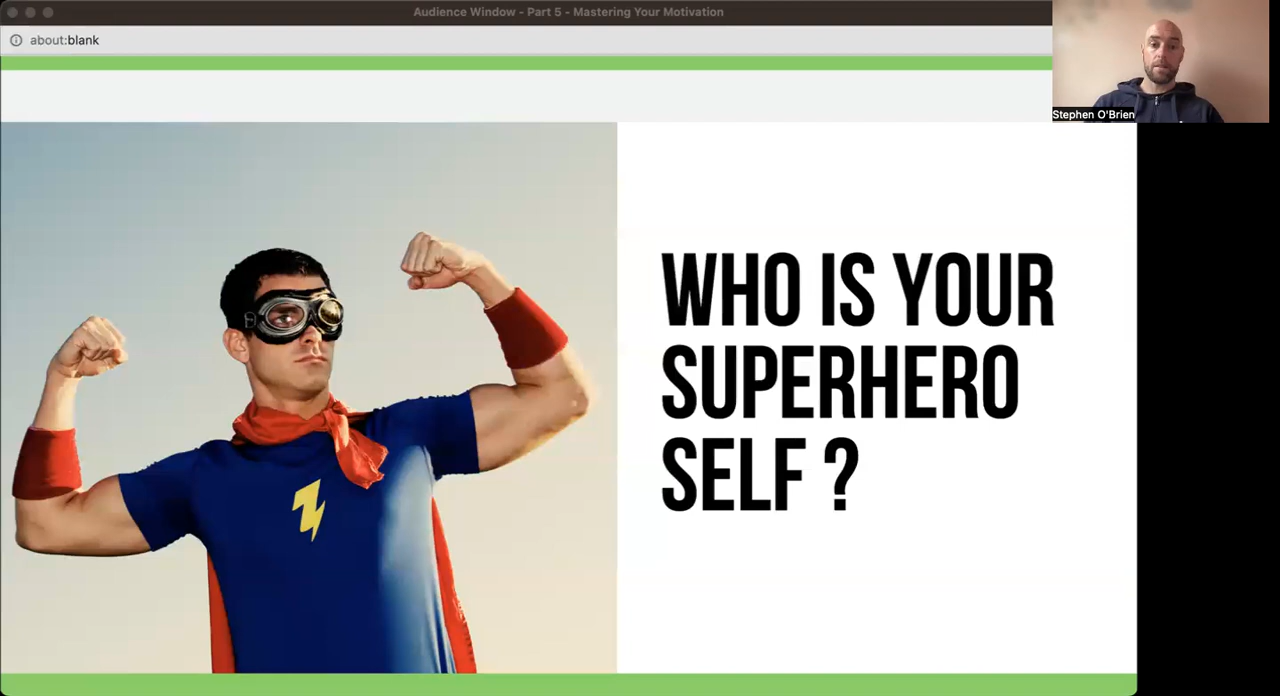 Audience Window - Part 5 - Mastering Your Motivation
about:blank
Stephen O'Brien
WHO IS YOUR
SUPERHERO
SELF ?